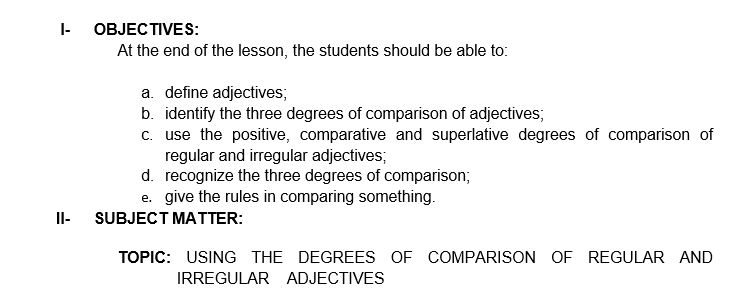 I- OBJECTIVES:
At the end of the lesson, the students should be able to:
a. define adjectives;
b. identify the three degrees of comparison of adjectives;
c. use the positive, comparative and superlative degrees of comparison of
regular and irregular adjectives;
d. recognize the three degrees of comparison;
e. give the rules in comparing something.
II- SUBJECT MATTER:
TOPIC: USING THE DEGREES OF COMPARISON OF REGULAR AND
IRREGULAR ADJECTIVES